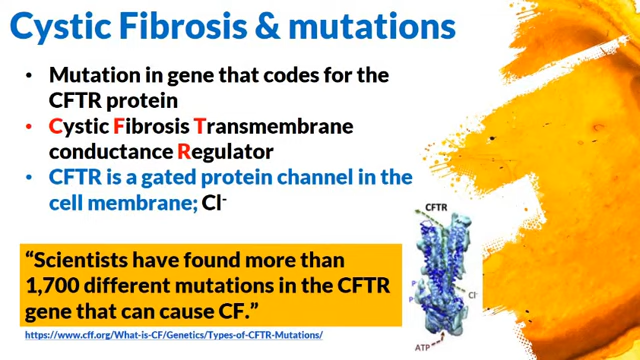 Cystic Fibrosis & mutations
• Mutation in gene that codes for the
CFTR protein
• Cystic Fibrosis Transmembrane
conductance Regulator
• CFTR is a gated protein channel in the
cell membrane; Cl⁻
CFTR
“Scientists have found more than
1,700 different mutations in the CFTR
gene that can cause CF.”
P
Cl⁻
P
ATP
https://www.cff.org/What-is-CF/Genetics/Types-of-CFTR-Mutations/